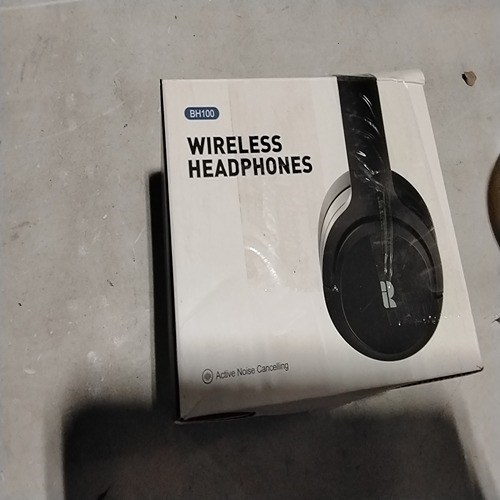 BH100
WIRELESS
HEADPHONES
Active Noise Cancelling